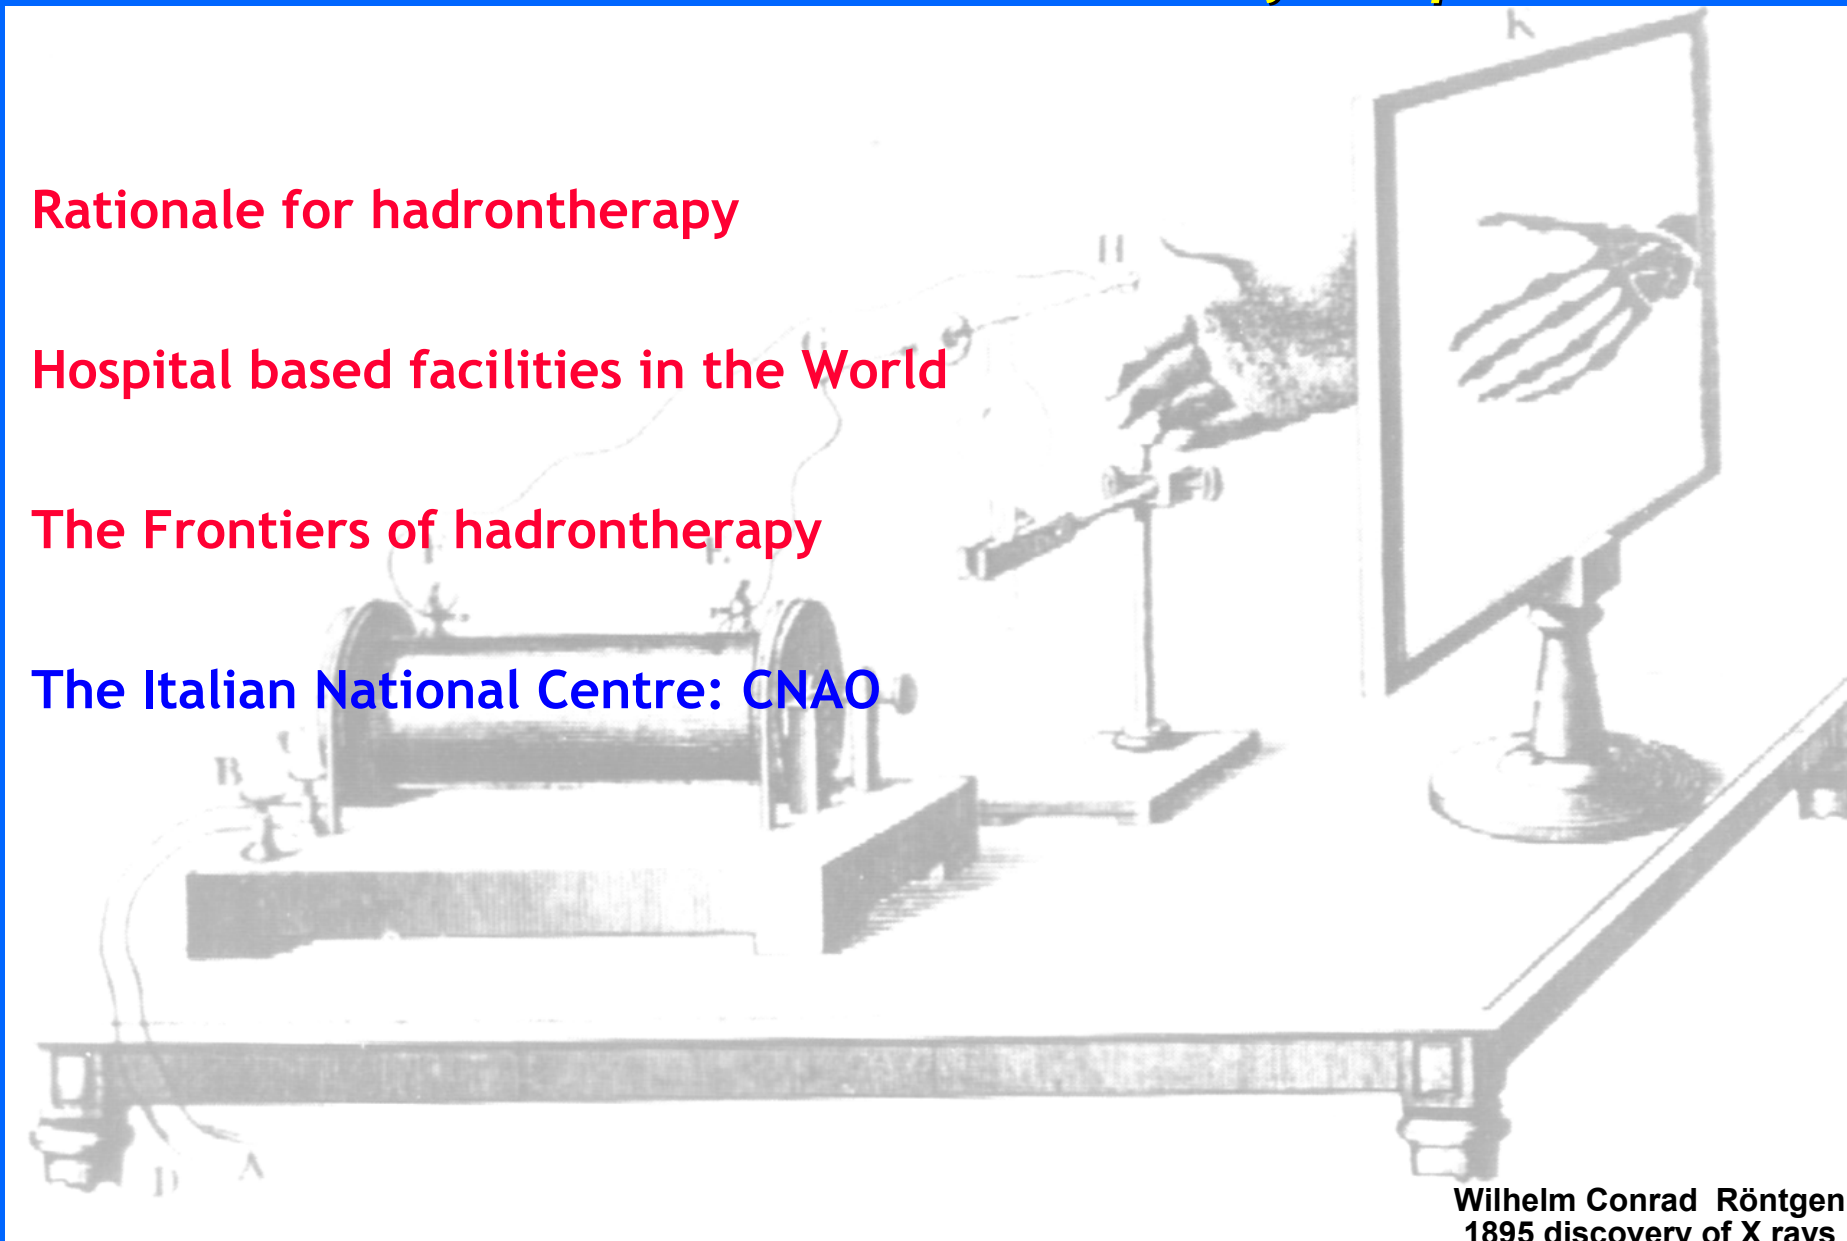 Rationale for hadrontherapy
Hospital based facilities in the World
The Frontiers of hadrontherapy
The Italian National Centre: CNAO
B
D
A
Wilhelm Conrad Röntgen
1895 discovery of X rays